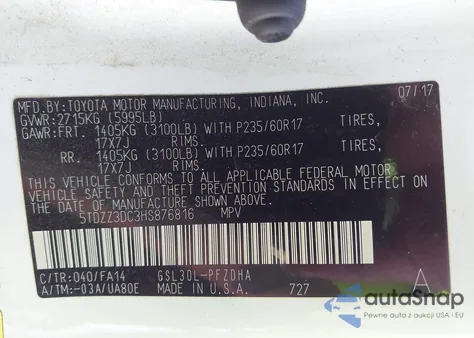 MFD.BY:TOYOTA MOTOR MANUFACTURING, INDIANA, INC. 07/17
GVWR: 2715KG (5995LB)
GAWR:FRT. 1405KG (3100LB) WITH P235/60R17 TIRES,
17X7J RIMS.
RR. 1405KG (3100LB) WITH P235/60R17 TIRES,
17X7J RIMS.
THIS VEHICLE CONFORMS TO ALL APPLICABLE FEDERAL MOTOR
VEHICLE SAFETY AND THEFT PREVENTION STANDARDS IN EFFECT
ON THE DATE OF MANUFACTURE SHOWN ABOVE.
5TDZZ3DC3HS876816 MPV
C/TR:040/FA14 GSL30L-PFZDHA A
A/TM:-03A/UA80E MADE IN U.S.A. 727
autoSnap
Pewne auta z USA i EU